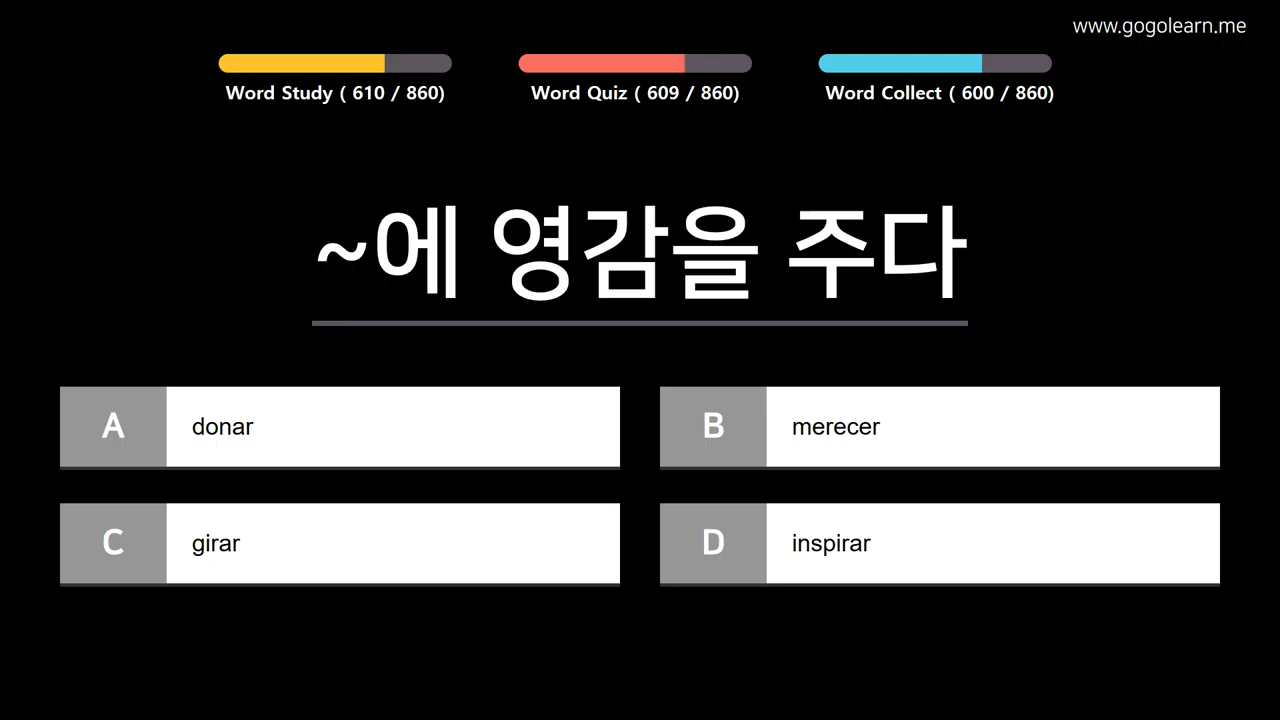 www.gogolearn.me
Word Study ( 610 / 860)
Word Quiz ( 609 / 860)
Word Collect ( 600 / 860)
~에 영감을 주다
A donar
B merecer
C girar
D inspirar